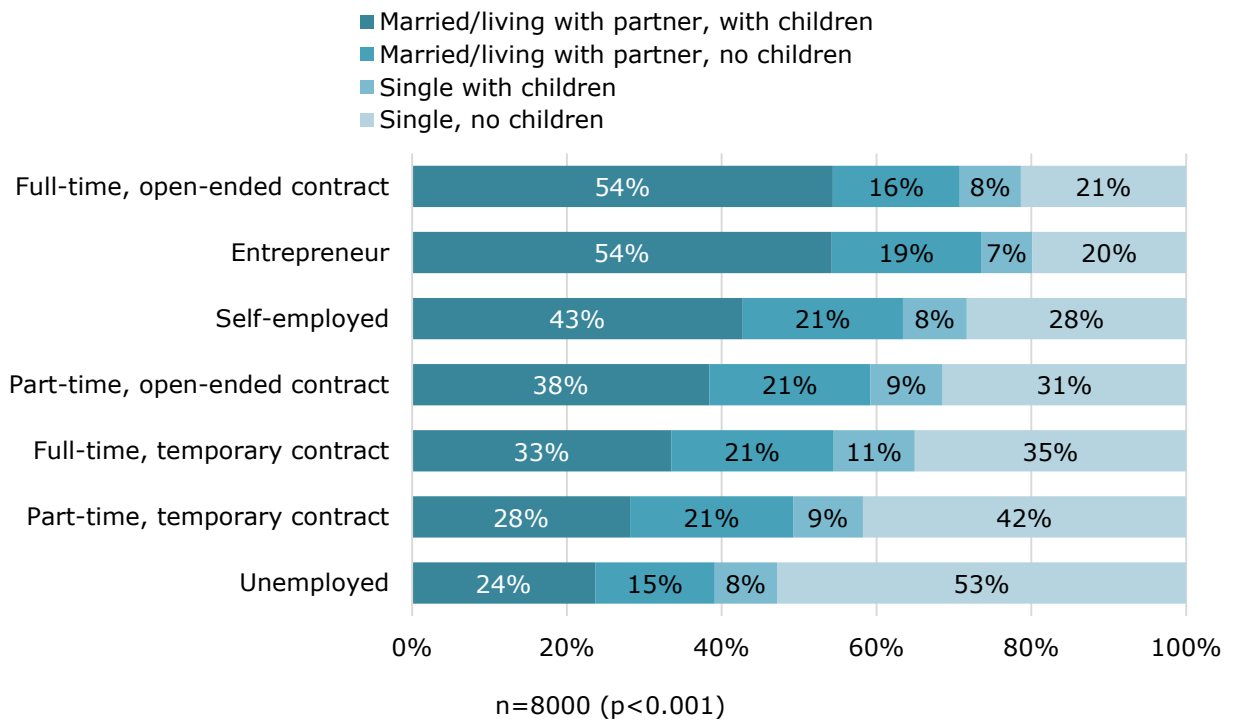 Married/living with partner, with children
Married/living with partner, no children
Single with children
Single, no children
Full-time, open-ended contract 54% 16% 8% 21%
Entrepreneur 54% 19% 7% 20%
Self-employed 43% 21% 8% 28%
Part-time, open-ended contract 38% 21% 9% 31%
Full-time, temporary contract 33% 21% 11% 35%
Part-time, temporary contract 28% 21% 9% 42%
Unemployed 24% 15% 8% 53%
0% 20% 40% 60% 80% 100%
n=8000 (p<0.001)